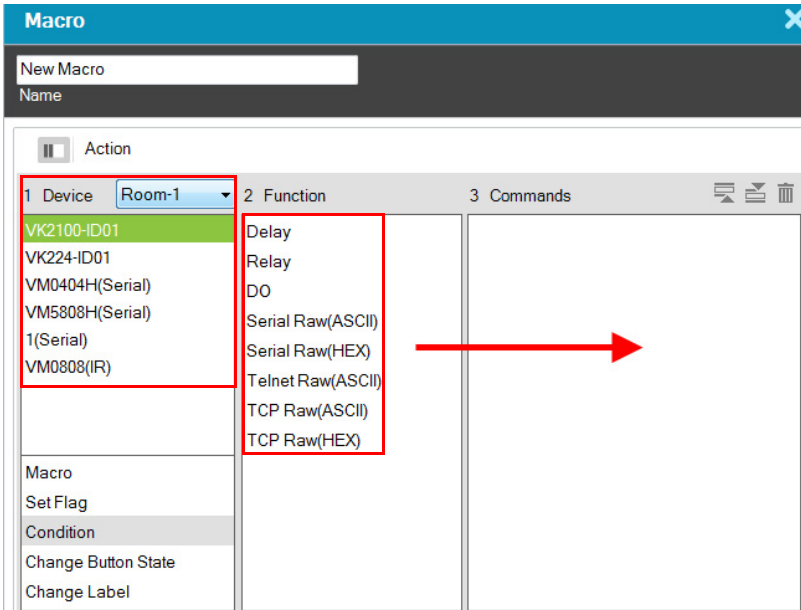 Macro
New Macro
Name
Action
1 Device Room-1
2 Function
3 Commands
VK2100-ID01
VK224-ID01
VM0404H(Serial)
VM5808H(Serial)
1(Serial)
VM0808(IR)
Macro
Set Flag
Condition
Change Button State
Change Label
Delay
Relay
DO
Serial Raw(ASCII)
Serial Raw(HEX)
Telnet Raw(ASCII)
TCP Raw(ASCII)
TCP Raw(HEX)